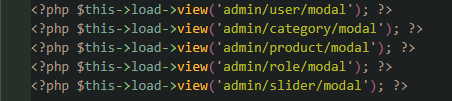 <?php $this->load->view('admin/user/modal'); ?>
<?php $this->load->view('admin/category/modal'); ?>
<?php $this->load->view('admin/product/modal'); ?>
<?php $this->load->view('admin/role/modal'); ?>
<?php $this->load->view('admin/slider/modal'); ?>